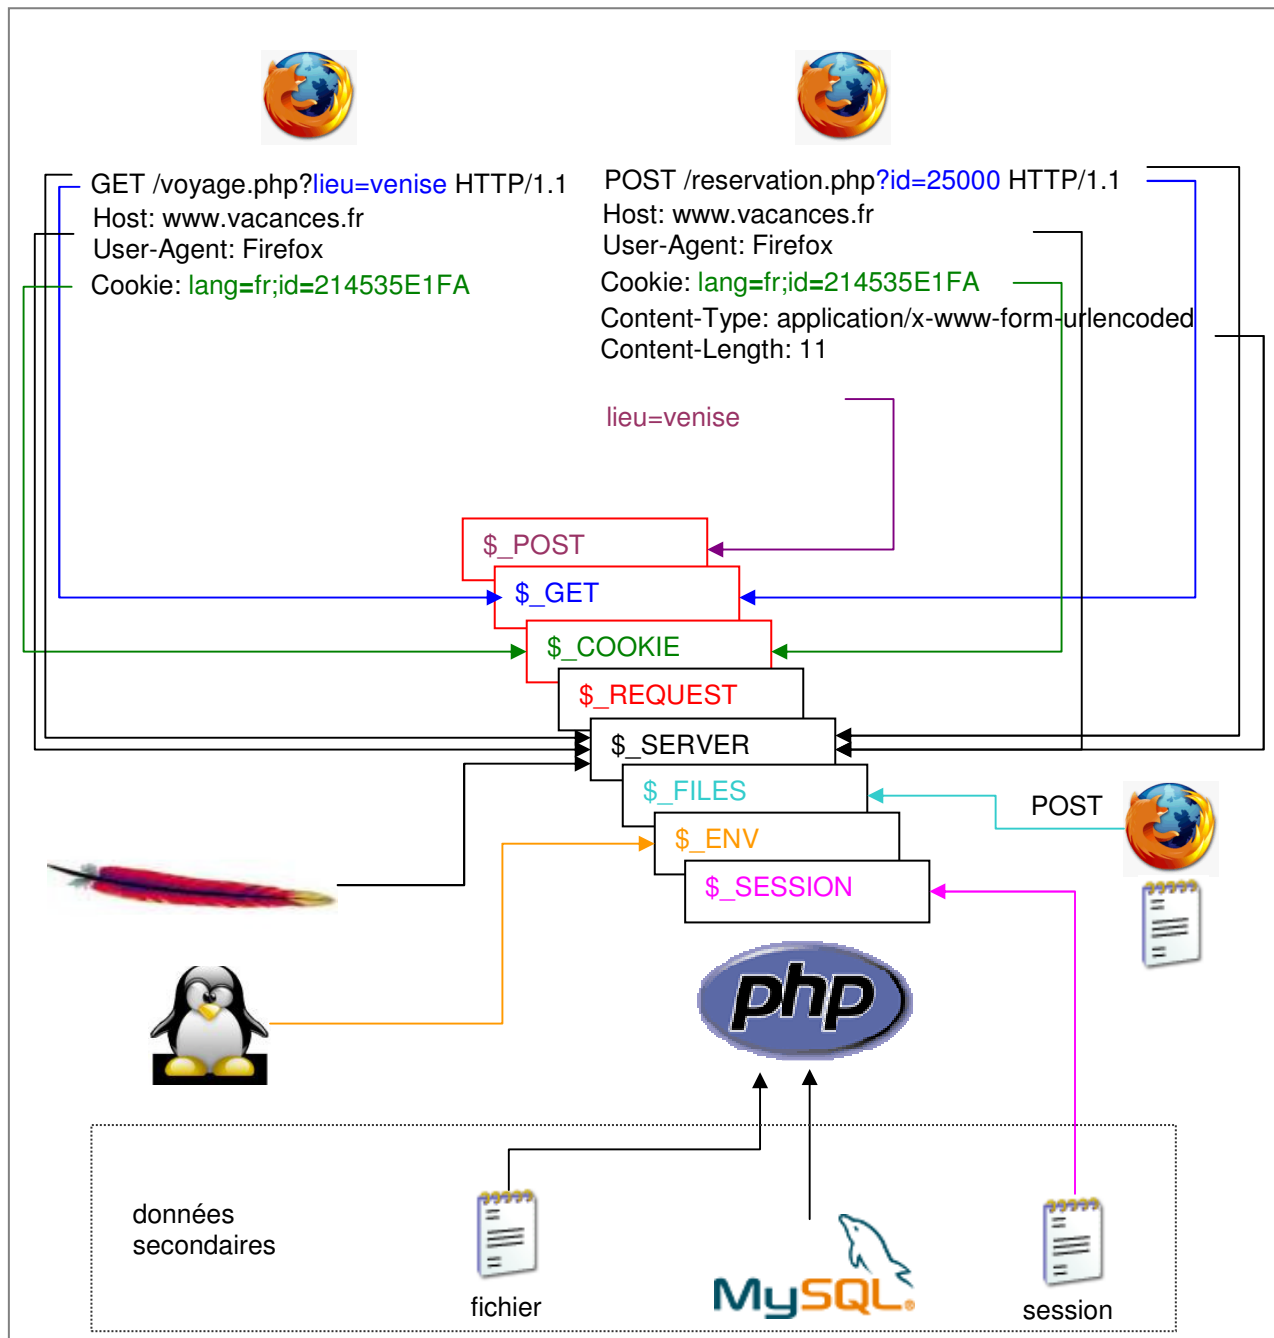 GET /voyage.php?lieu=venise HTTP/1.1
Host: www.vacances.fr
User-Agent: Firefox
Cookie: lang=fr;id=214535E1FA
POST /reservation.php?id=25000 HTTP/1.1
Host: www.vacances.fr
User-Agent: Firefox
Cookie: lang=fr;id=214535E1FA
Content-Type: application/x-www-form-urlencoded
Content-Length: 11
lieu=venise
$_POST
$_GET
$_COOKIE
$_REQUEST
$_SERVER
$_FILES
POST
$_ENV
$_SESSION
php
données
secondaires
fichier
MySQL®
session